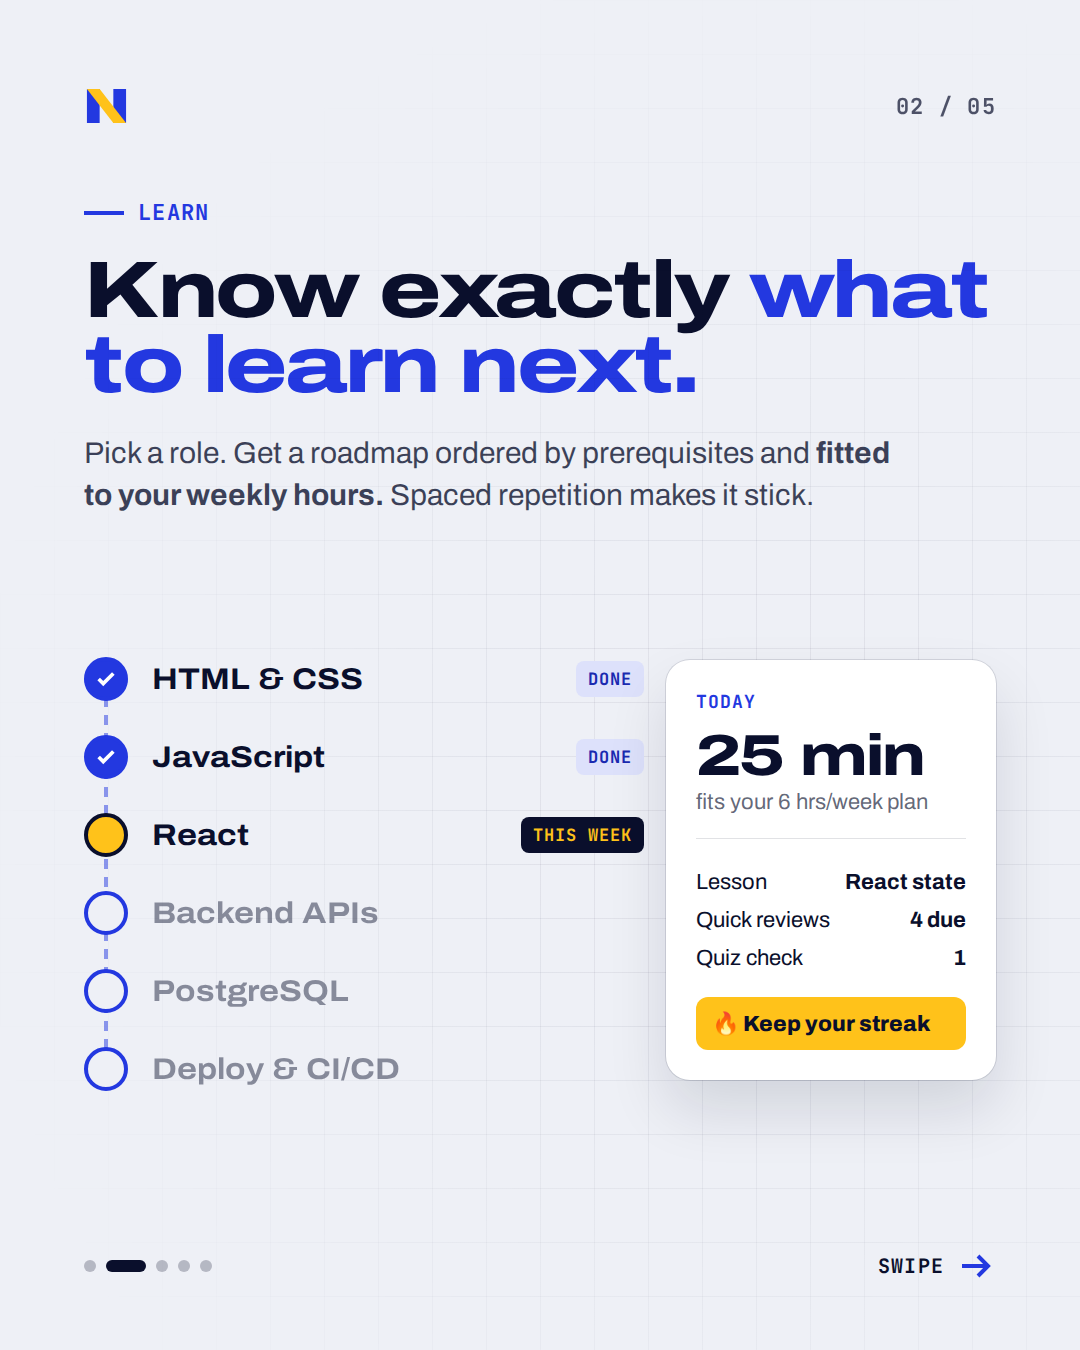 N
02 / 05
LEARN
Know exactly what
to learn next.
Pick a role. Get a roadmap ordered by prerequisites and fitted
to your weekly hours. Spaced repetition makes it stick.
HTML & CSS
DONE
JavaScript
DONE
React
THIS WEEK
Backend APIs
PostgreSQL
Deploy & CI/CD
TODAY
25 min
fits your 6 hrs/week plan
Lesson React state
Quick reviews 4 due
Quiz check 1
🔥 Keep your streak
SWIPE →